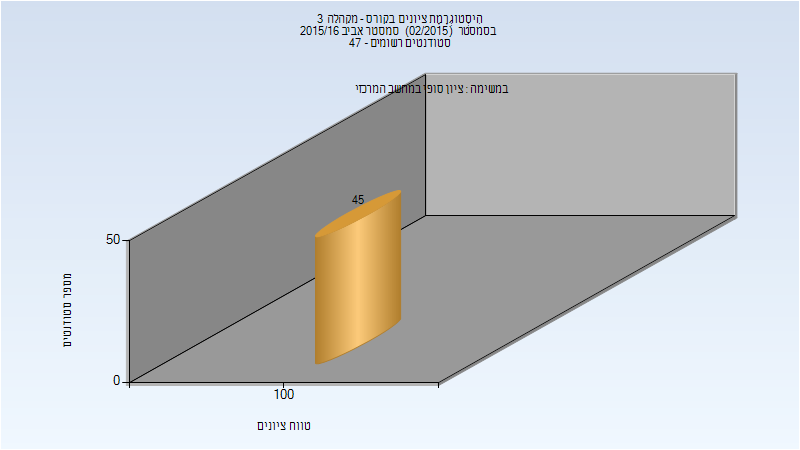 היסטוגרמת ציונים בקורס - מקהלה 3
בסמסטר (02/2015) סמסטר אביב 2015/16
סטודנטים רשומים - 47
במשימה : ציון סופי במחשב המרכזי
45
50
0
100
מספר סטודנטים
טווח ציונים